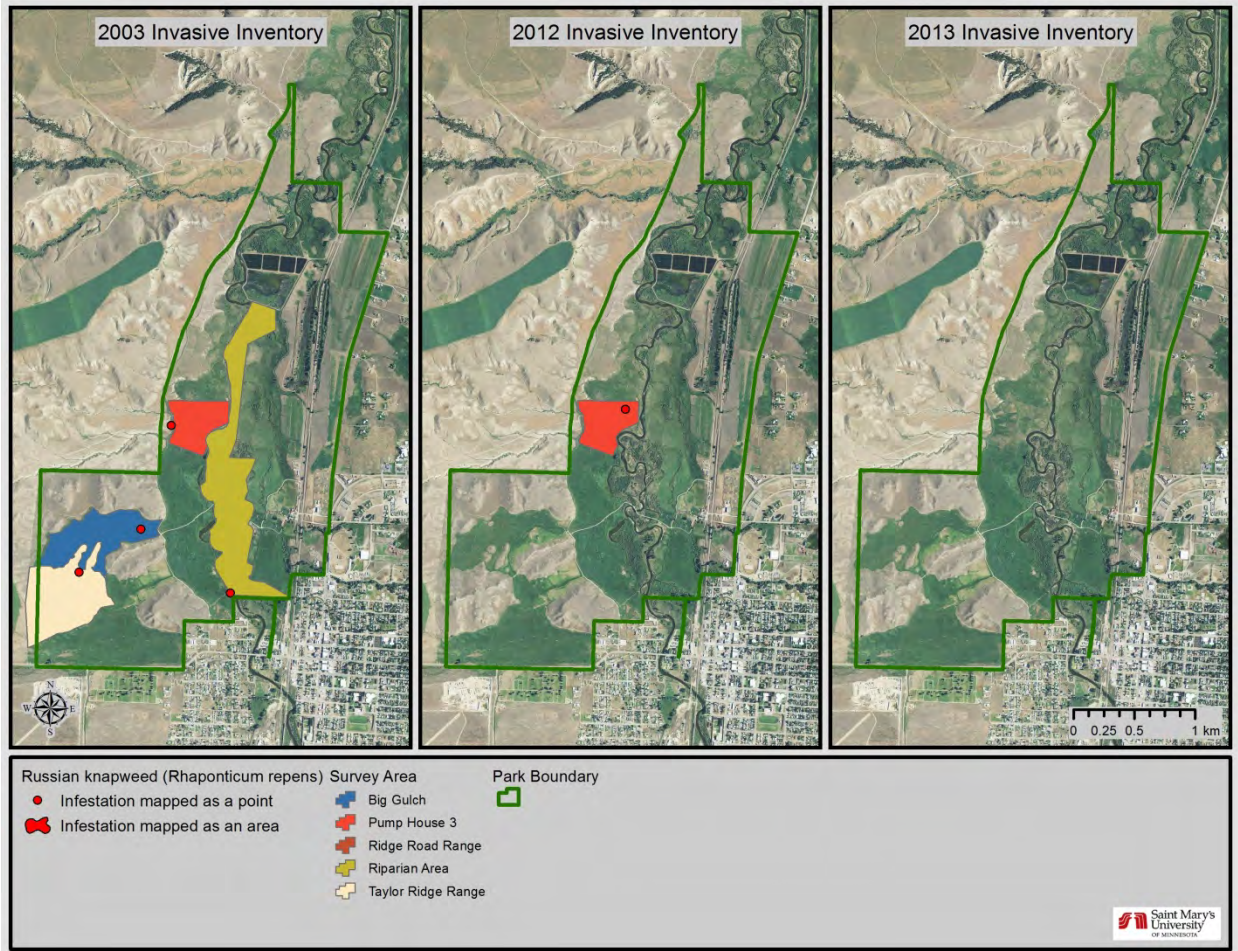 2003 Invasive Inventory
2012 Invasive Inventory
2013 Invasive Inventory
N
W E
S
0 0.25 0.5 1 km
Russian knapweed (Rhaponticum repens)
Infestation mapped as a point
Infestation mapped as an area
Survey Area
Big Gulch
Pump House 3
Ridge Road Range
Riparian Area
Taylor Ridge Range
Park Boundary
Saint Mary's
University
OF MINNESOTA